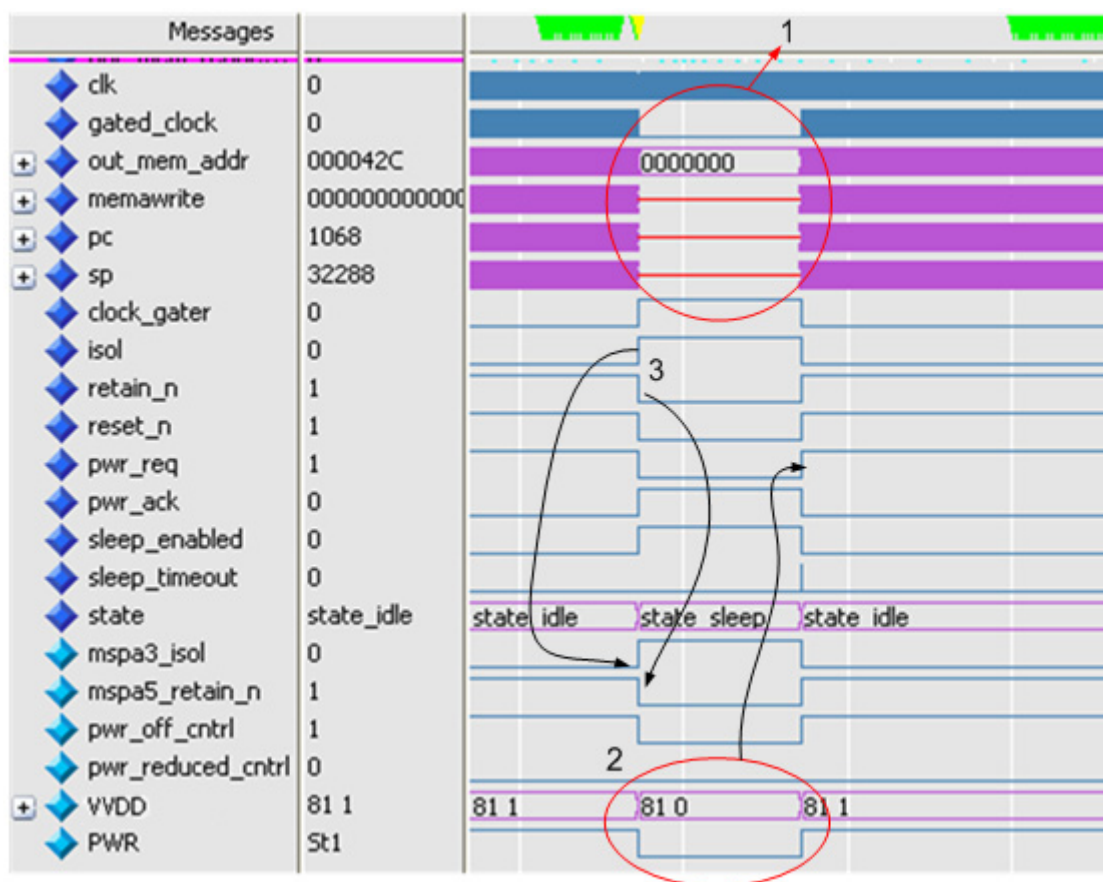 Messages
1
clk 0
gated_clock 0
+ out_mem_addr 000042C 0000000
+ memawrite 000000000000
+ pc 1068
+ sp 32288
clock_gater 0
isol 0
3
retain_n 1
reset_n 1
pwr_req 1
pwr_ack 0
sleep_enabled 0
sleep_timeout 0
state state_idle state_idle state_sleep state_idle
mspa3_isol 0
mspa5_retain_n 1
pwr_off_cntrl 1
2
pwr_reduced_cntrl 0
+ VVDD 81 1 81 1 81 0 81 1
PWR St1